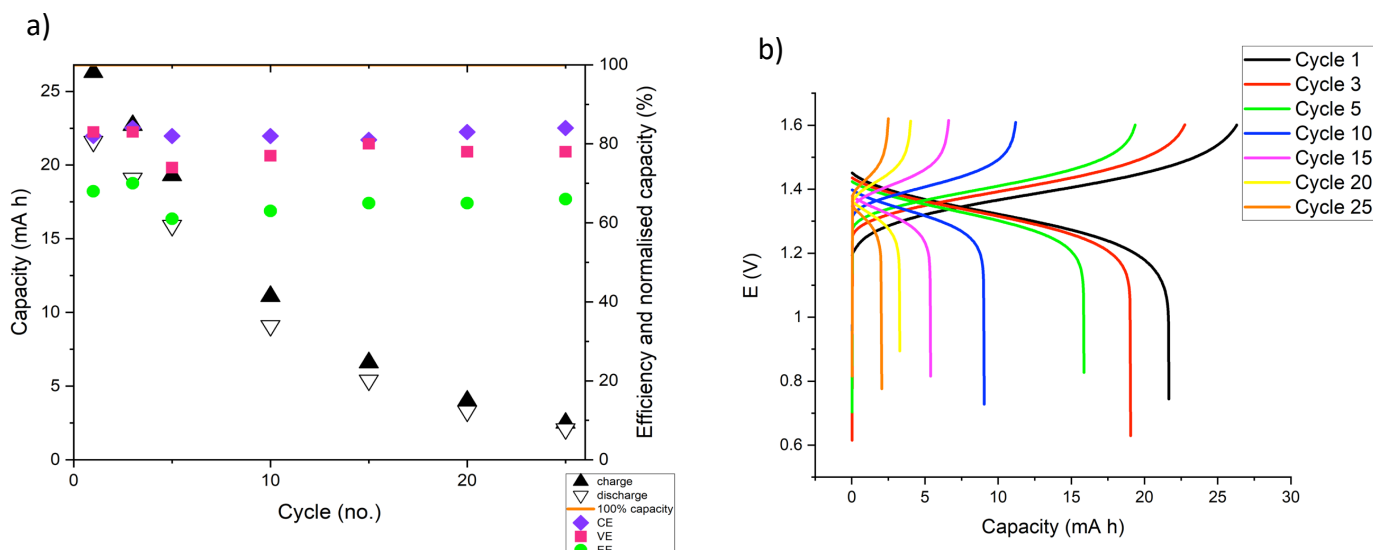 a)
Capacity (mA h)
25
20
15
10
5
0
0
10
20
Cycle (no.)
100
80
60
40
20
0
Efficiency and normalised capacity (%)
charge
discharge
100% capacity
CE
VE
EE
b)
E (V)
1.6
1.4
1.2
1
0.8
0.6
0
5
10
15
20
25
30
Capacity (mA h)
Cycle 1
Cycle 3
Cycle 5
Cycle 10
Cycle 15
Cycle 20
Cycle 25